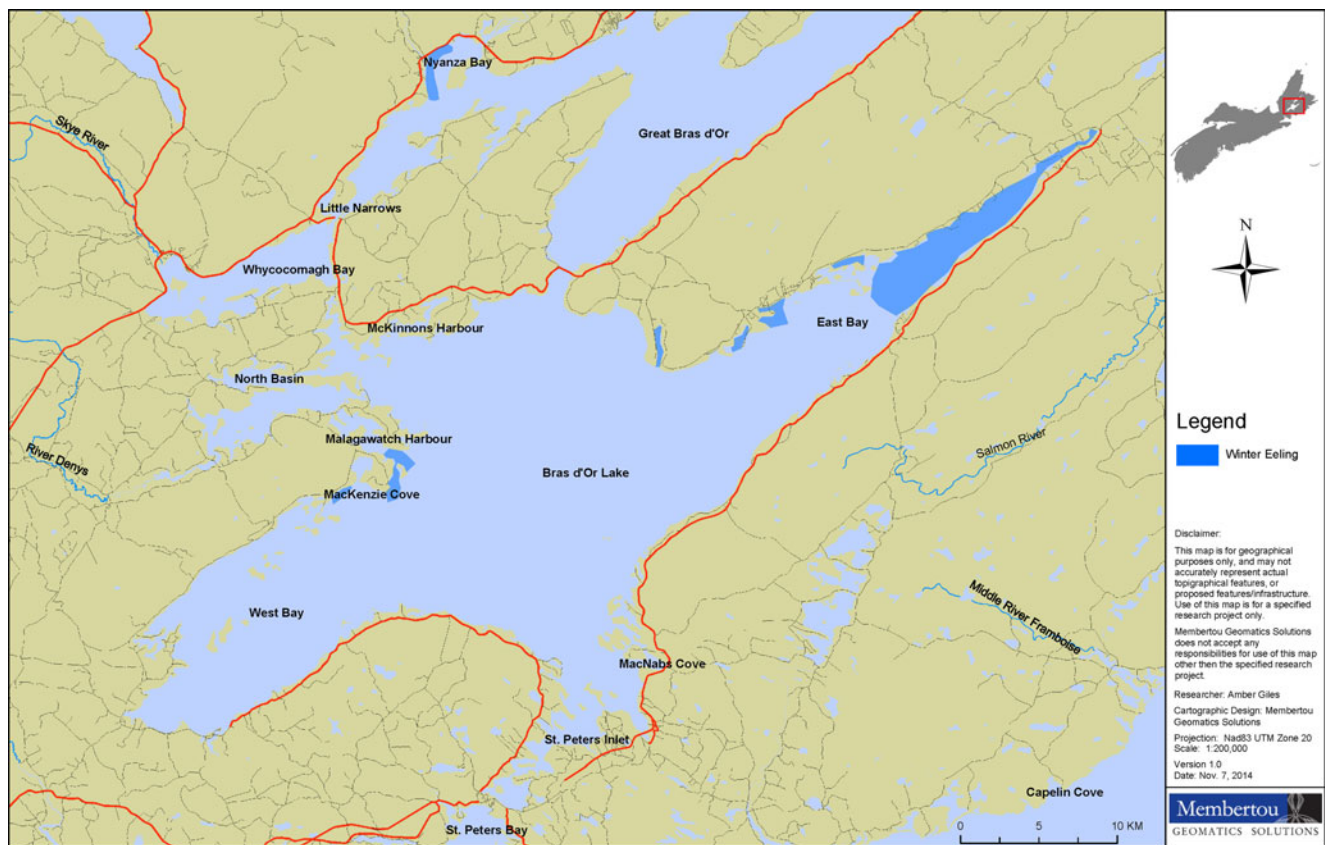 Nyanza Bay
Great Bras d'Or
Skye River
Little Narrows
Whycocomagh Bay
McKinnons Harbour
East Bay
North Basin
Malagawatch Harbour
River Denys
MacKenzie Cove
Bras d'Or Lake
Salmon River
West Bay
Middle River Framboise
MacNabs Cove
St. Peters Inlet
Capelin Cove
St. Peters Bay
0 5 10 KM
N
Legend
Winter Eeling
Disclaimer:
This map is for geographical
purposes only, and may not
accurately represent actual
topigraphical features, or
proposed features/infrastructure.
Use of this map is for a specified
research project only.
Membertou Geomatics Solutions
does not accept any
responsibilities for use of this map
other then the specified research
project.
Researcher: Amber Giles
Cartographic Design: Membertou
Geomatics Solutions
Projection: Nad83 UTM Zone 20
Scale: 1:200,000
Version 1.0
Date: Nov. 7, 2014
Membertou
GEOMATICS SOLUTIONS